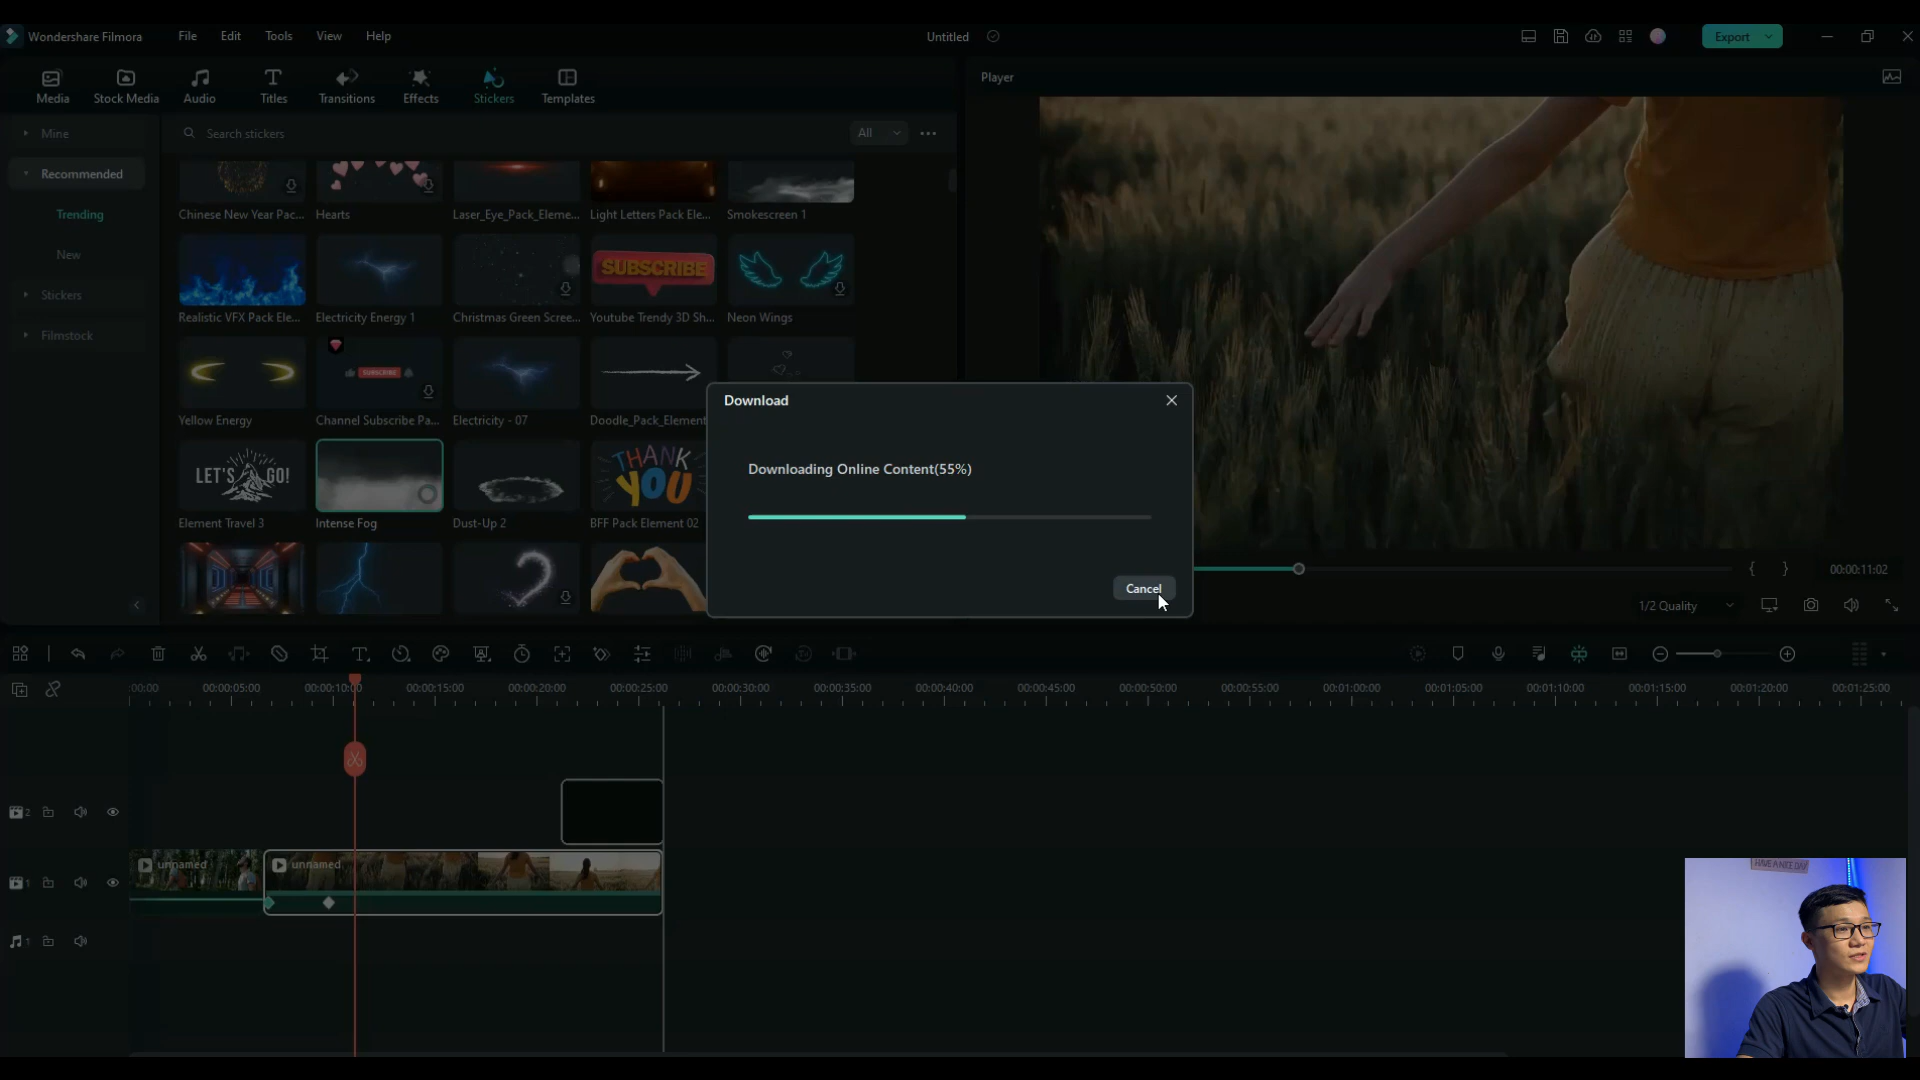 Wondershare Filmora File Edit Tools View Help Untitled Export
Media Stock Media Audio Titles Transitions Effects Stickers Templates
Player
Mine
Recommended
Trending
New
Stickers
Filmstock
Search stickers All
Chinese New Year Pac... Hearts Laser_Eye_Pack_Eleme... Light Letters Pack Ele... Smokescreen 1
SUBSCRIBE
Realistic VFX Pack Ele... Electricity Energy 1 Christmas Green Scree... Youtube Trendy 3D Sh... Neon Wings
SUBSCRIBE
Yellow Energy Channel Subscribe Pa... Electricity - 07 Doodle_Pack_Element
LET'S GO!
THANK
YOU
Element Travel 3 Intense Fog Dust-Up 2 BFF Pack Element 02
Download
Downloading Online Content(55%)
Cancel
00:00:11:02
1/2 Quality
:00:00 00:00:05:00 00:00:10:00 00:00:15:00 00:00:20:00 00:00:25:00 00:00:30:00 00:00:35:00 00:00:40:00 00:00:45:00 00:00:50:00 00:00:55:00 00:01:00:00 00:01:05:00 00:01:10:00 00:01:15:00 00:01:20:00 00:01:25:00
2
1 unnamed unnamed
1
HAVE A NICE DAY